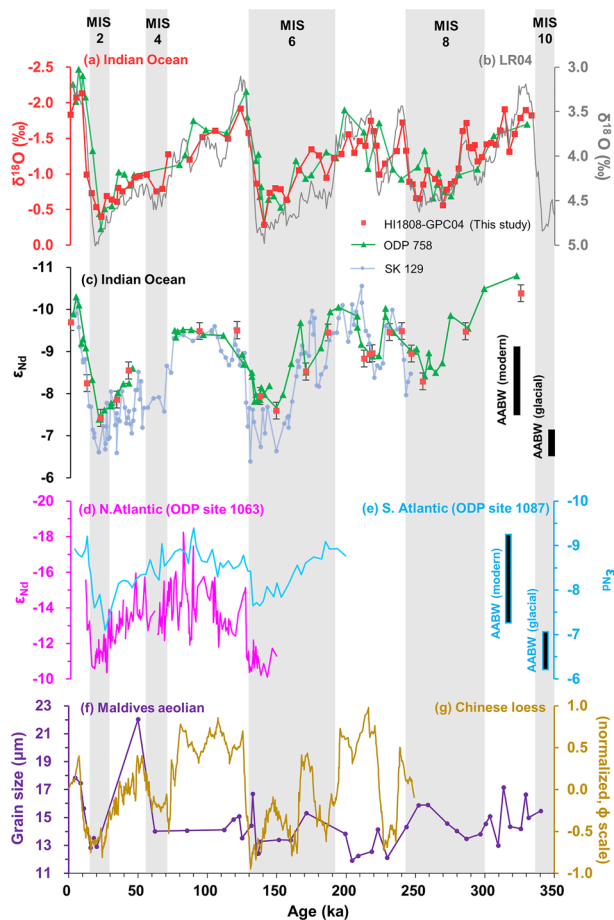 MIS MIS MIS MIS MIS
2 4 6 8 10
(a) Indian Ocean (b) LR04
-2.5 3.0
-2.0 3.5
-1.5 4.0
-1.0 4.5
-0.5 5.0
0.0
δ18O (‰) δ18O (‰)
HI1808-GPC04 (This study)
ODP 758
SK 129
(c) Indian Ocean
-11
-10
-9
-8
-7
-6
εNd
AABW (modern)
AABW (glacial)
(d) N.Atlantic (ODP site 1063) (e) S. Atlantic (ODP site 1087)
-20 -10
-18 -9
-16 -8
-14 -7
-12 -6
-10
εNd εNd
AABW (modern)
AABW (glacial)
(f) Maldives aeolian (g) Chinese loess
23 1.0
21 0.5
19 0.0
17 -0.5
15 -1.0
13
11
Grain size (µm) (normalized, ϕ scale)
0 50 100 150 200 250 300 350
Age (ka)